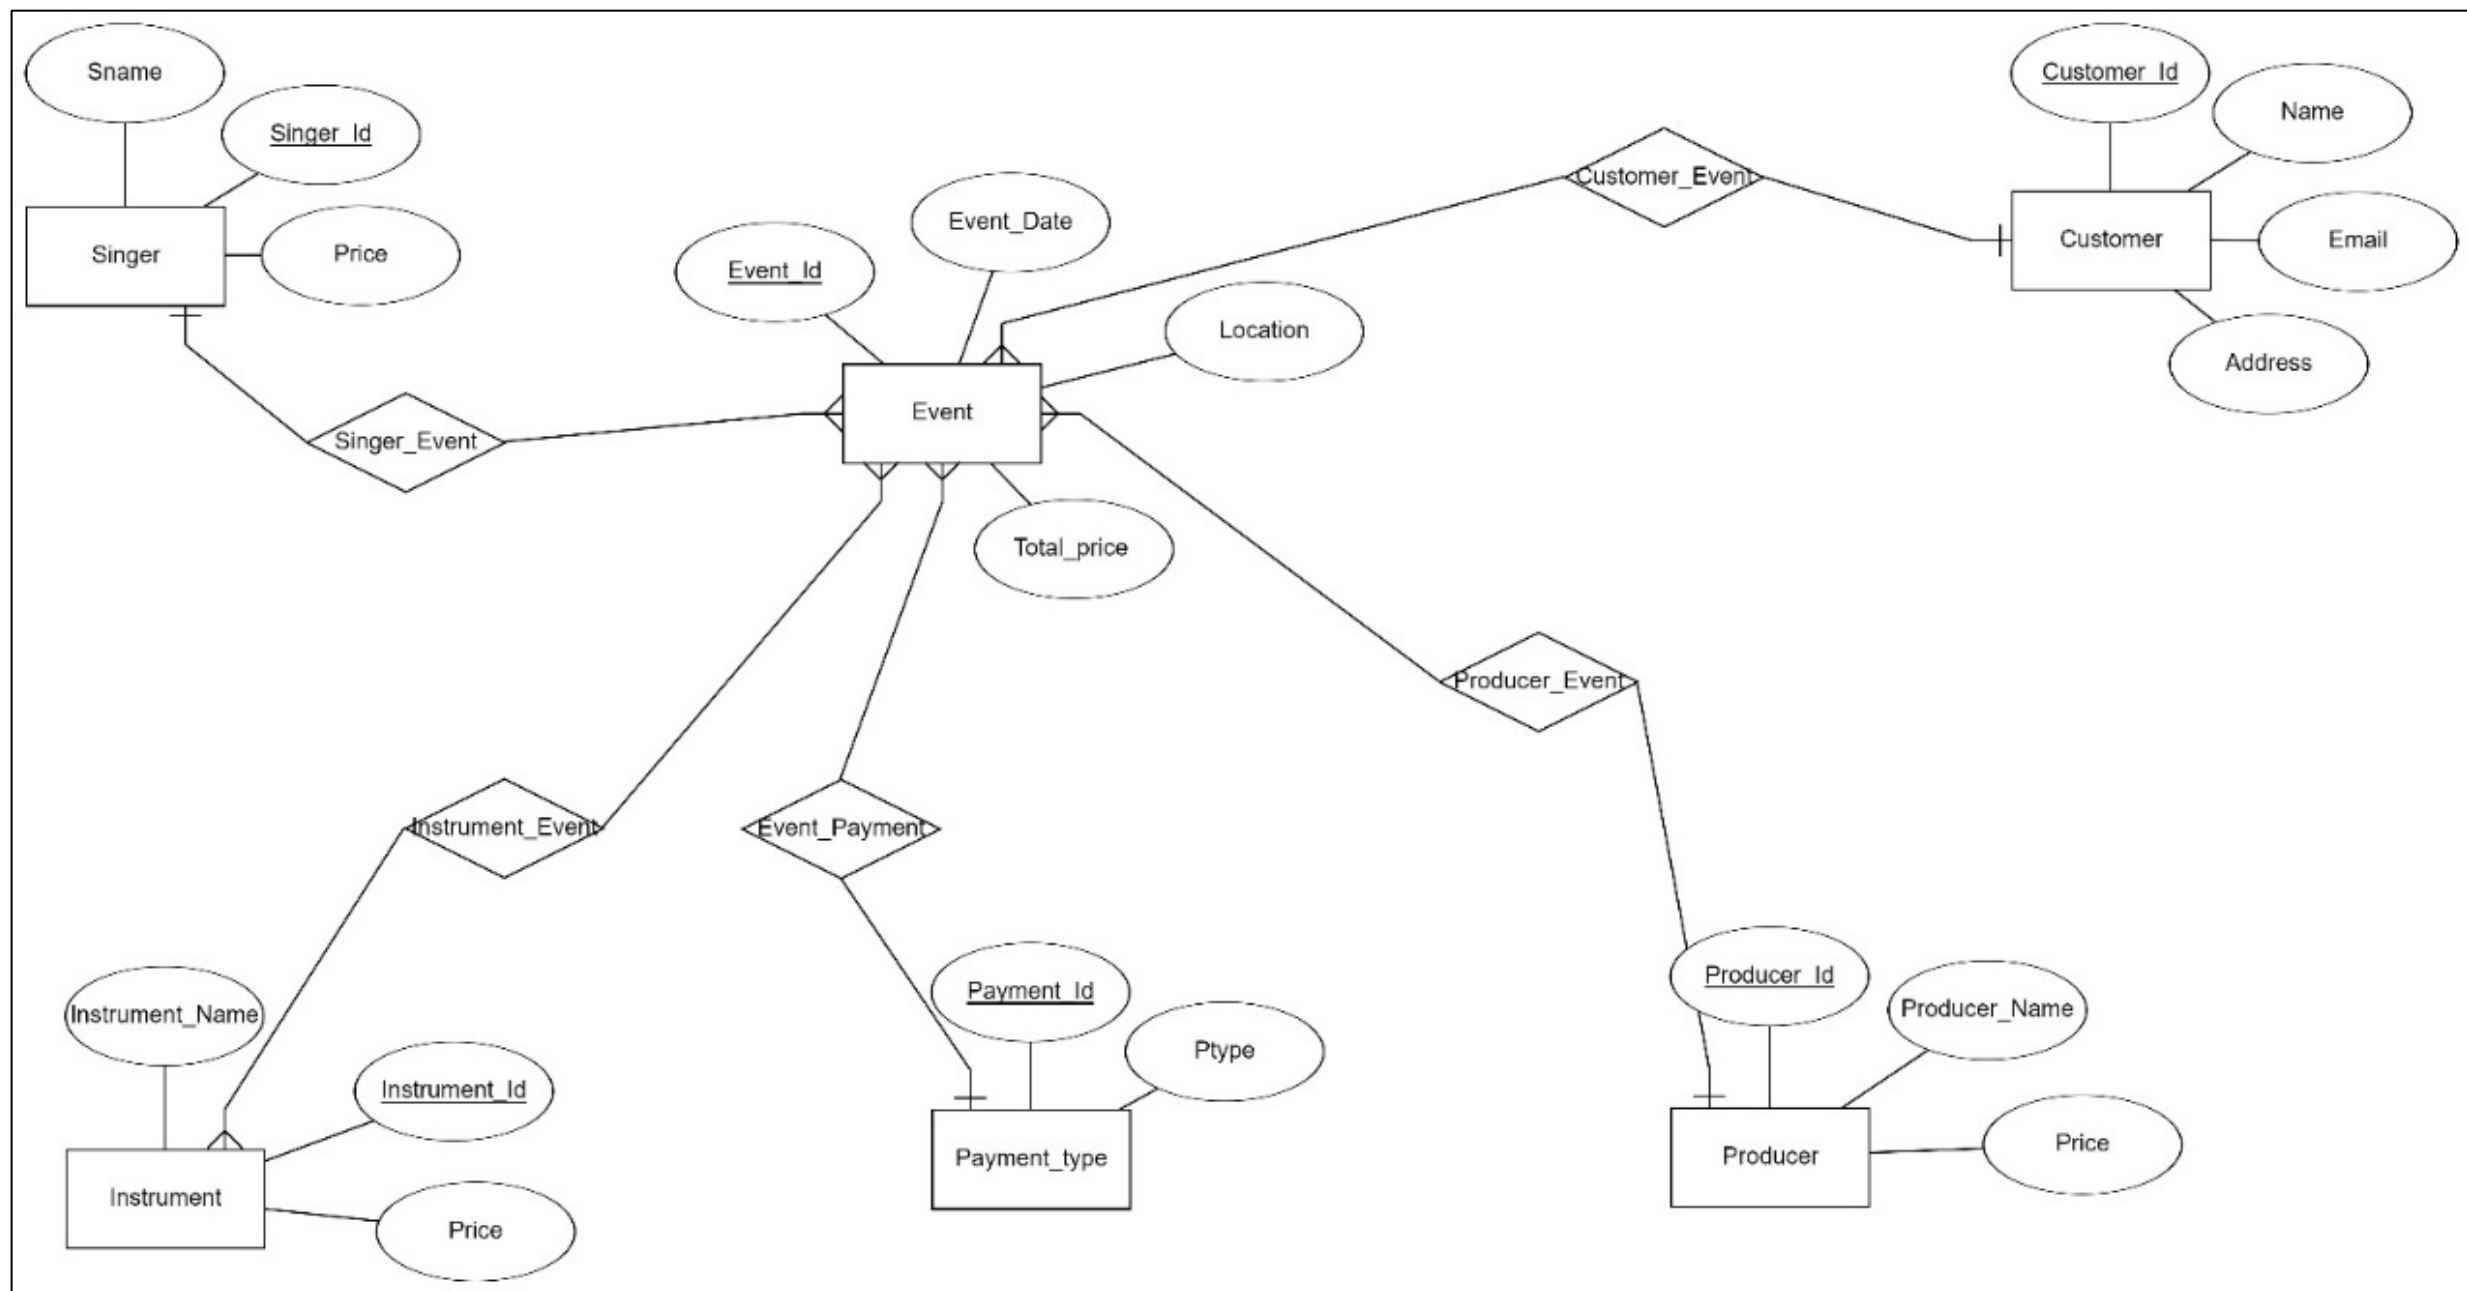 Sname
Singer_Id
Price
Singer
Singer_Event
Event_Id
Event_Date
Location
Event
Total_price
Customer_Event
Customer_Id
Name
Email
Address
Customer
Producer_Event
Instrument_Event
Event_Payment
Instrument_Name
Instrument_Id
Price
Instrument
Payment_Id
Ptype
Payment_type
Producer_Id
Producer_Name
Price
Producer